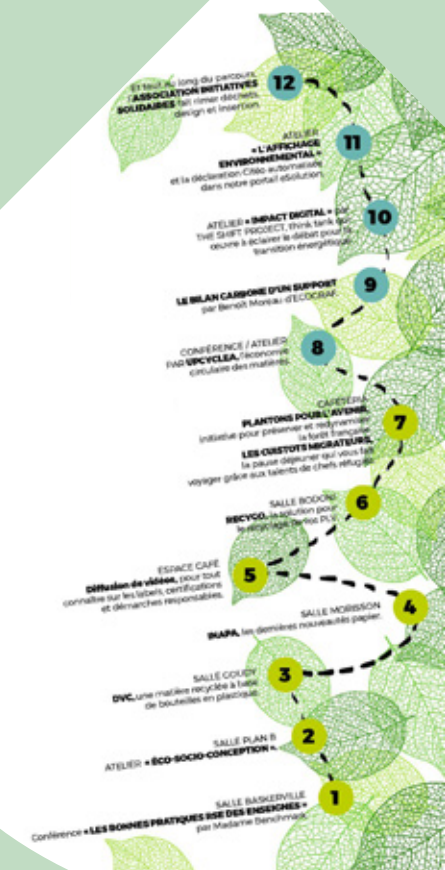 12
Et tout au long du parcours,
l'ASSOCIATION INITIATIVES
SOLIDAIRES fait rimer déchets,
design et insertion.
11
ATELIER
« L'AFFICHAGE
ENVIRONNEMENTAL »
et la déclaration Citéo automatisée
dans notre portail eSolution.
10
ATELIER « IMPACT DIGITAL » par
THE SHIFT PROJECT, think tank qui
œuvre à éclairer le débat pour la
transition énergétique.
9
LE BILAN CARBONE D'UN SUPPORT
par Benoît Moreau d'ECOGRAF.
8
CONFÉRENCE / ATELIER
PAR UPCYCLEA, l'économie
circulaire des matières.
7
CAFÉTÉRIA
PLANTONS POUR L'AVENIR,
initiative pour préserver et redynamiser
la forêt française.
LES CUISTOTS MIGRATEURS,
la pause déjeuner qui vous fait
voyager grâce aux talents de chefs réfugiés.
6
SALLE BODONI
RECYGO, la solution pour
le recyclage de vos PLV.
5
ESPACE CAFÉ
Diffusion de vidéos, pour tout
connaître sur les labels, certifications
et démarches responsables.
4
SALLE MORISSON
INAPA, les dernières nouveautés papier.
3
SALLE GOUDY
DVC, une matière recyclée à base
de bouteilles en plastique.
2
SALLE PLAN B
ATELIER « ÉCO-SOCIO-CONCEPTION ».
1
SALLE BASKERVILLE
Conférence « LES BONNES PRATIQUES RSE DES ENSEIGNES »
par Madame Benchmark